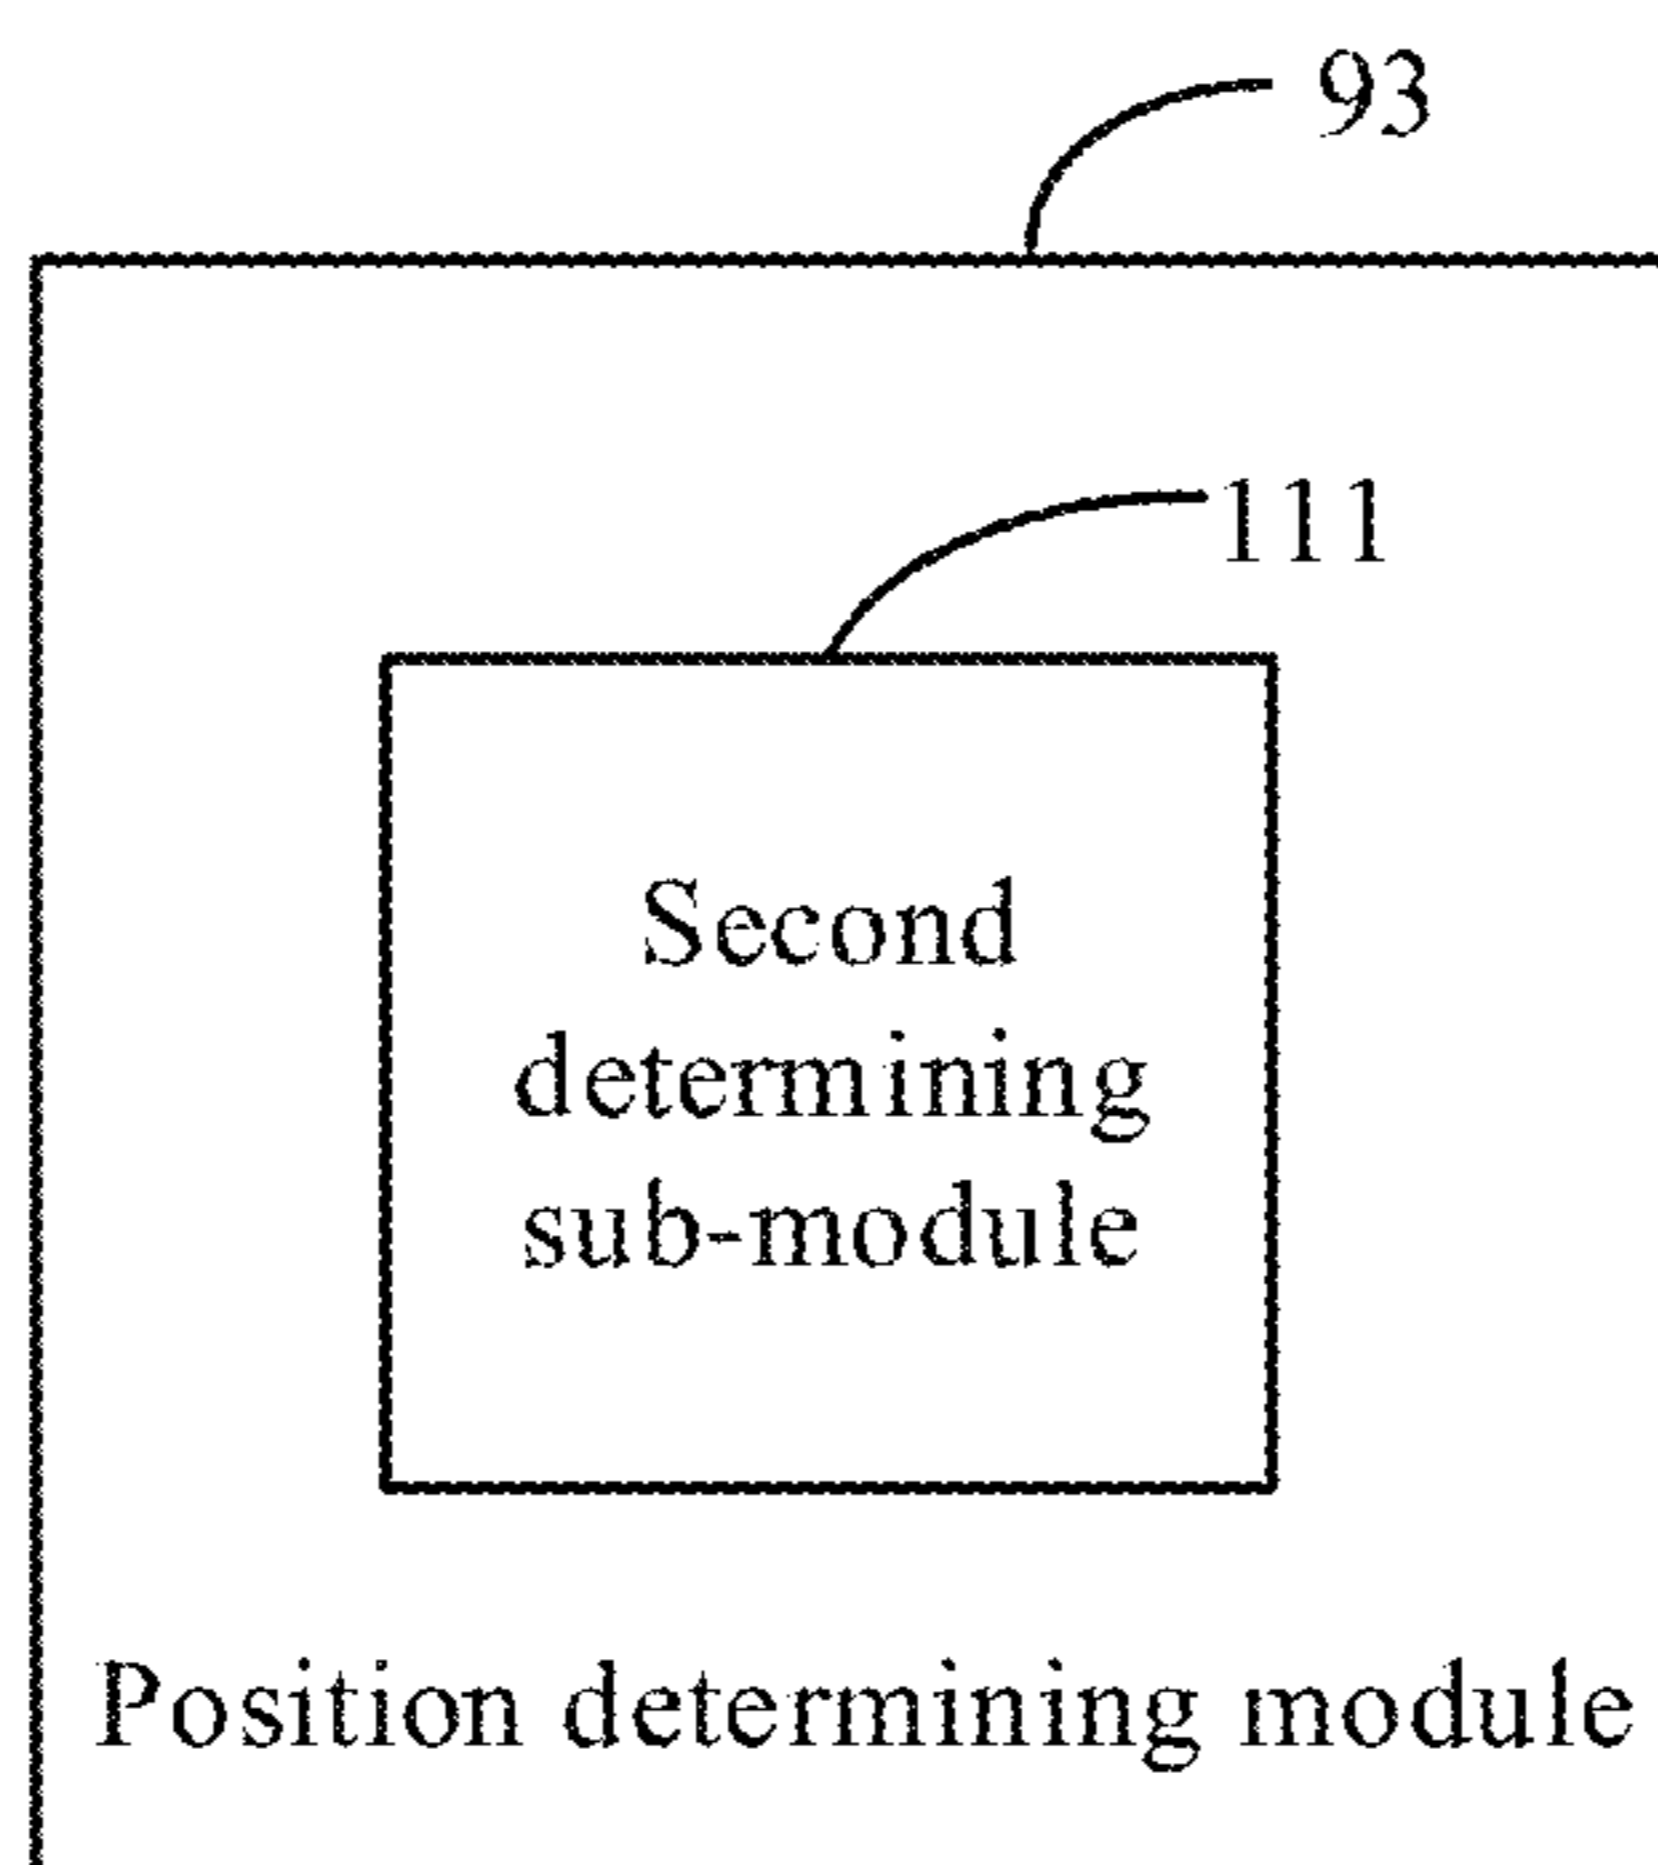 93
111
Second
determining
sub-module
Position determining module